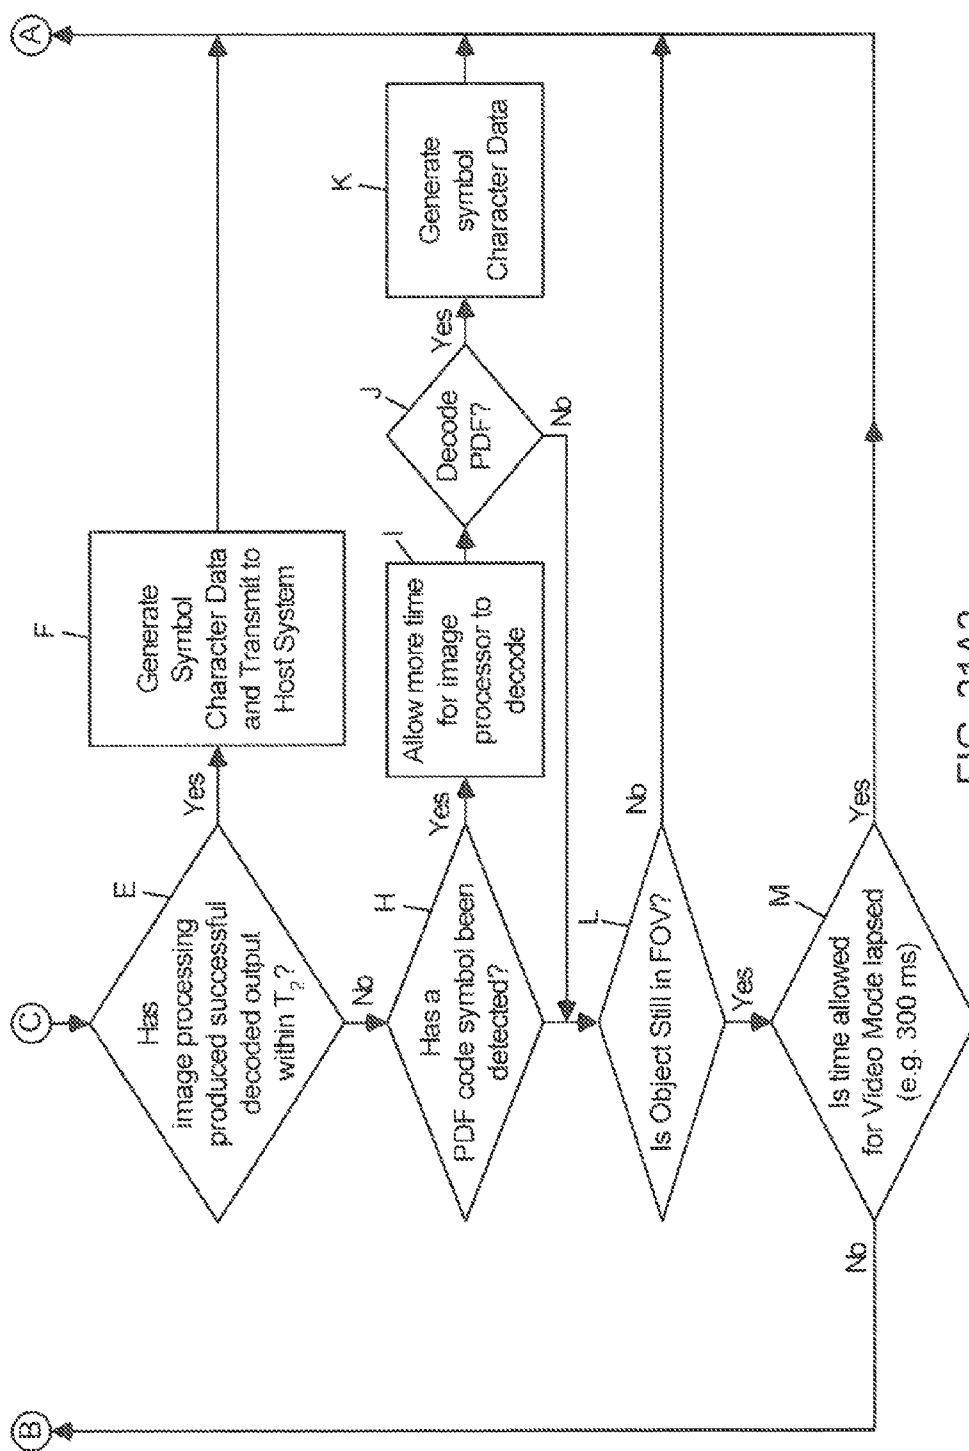 C
E
Has
image processing
produced successful
decoded output
within T2?
Yes
No
F
Generate
Symbol
Character Data
and Transmit to
Host System
A
H
Has a
PDF code symbol been
detected?
Yes
I
Allow more time
for image
processor to
decode
J
Decode
PDF?
Yes
No
K
Generate
symbol
Character Data
L
Is Object Still in FOV?
No
Yes
M
Is time allowed
for Video Mode lapsed
(e.g. 300 ms)
Yes
No
B